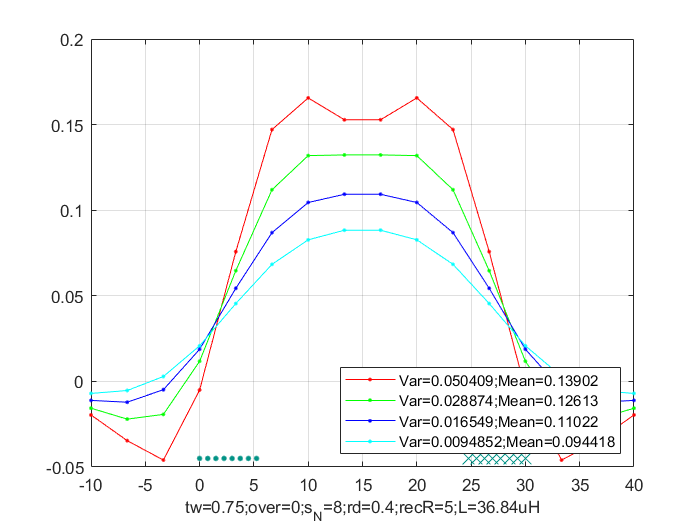 0.2
0.15
0.1
0.05
0
-0.05
Var=0.050409;Mean=0.13902
Var=0.028874;Mean=0.12613
Var=0.016549;Mean=0.11022
Var=0.0094852;Mean=0.094418
-10 -5 0 5 10 15 20 25 30 35 40
tw=0.75;over=0;s_N=8;rd=0.4;recR=5;L=36.84uH